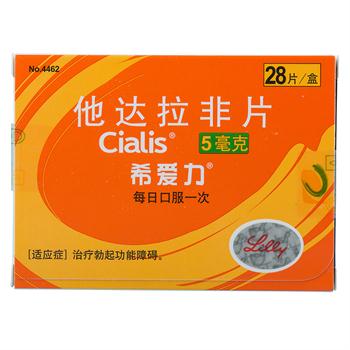 No.4462
28片/盒
他达拉非片
Cialis®
5毫克
希爱力®
每日口服一次
Lilly
[适应症] 治疗勃起功能障碍。